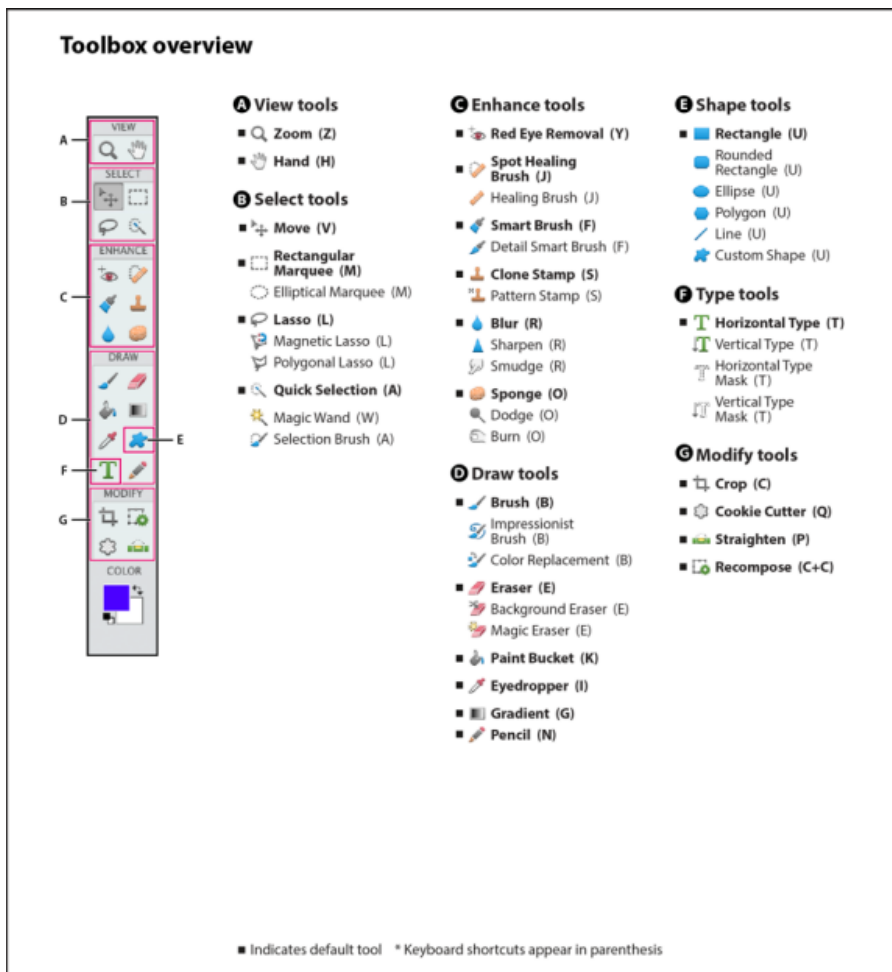 Toolbox overview
VIEW
SELECT
ENHANCE
DRAW
MODIFY
COLOR
A
B
C
D
E
F
G
A View tools
Zoom (Z)
Hand (H)
B Select tools
Move (V)
Rectangular
Marquee (M)
Elliptical Marquee (M)
Lasso (L)
Magnetic Lasso (L)
Polygonal Lasso (L)
Quick Selection (A)
Magic Wand (W)
Selection Brush (A)
C Enhance tools
Red Eye Removal (Y)
Spot Healing
Brush (J)
Healing Brush (J)
Smart Brush (F)
Detail Smart Brush (F)
Clone Stamp (S)
Pattern Stamp (S)
Blur (R)
Sharpen (R)
Smudge (R)
Sponge (O)
Dodge (O)
Burn (O)
D Draw tools
Brush (B)
Impressionist
Brush (B)
Color Replacement (B)
Eraser (E)
Background Eraser (E)
Magic Eraser (E)
Paint Bucket (K)
Eyedropper (I)
Gradient (G)
Pencil (N)
E Shape tools
Rectangle (U)
Rounded
Rectangle (U)
Ellipse (U)
Polygon (U)
Line (U)
Custom Shape (U)
F Type tools
Horizontal Type (T)
Vertical Type (T)
Horizontal Type
Mask (T)
Vertical Type
Mask (T)
G Modify tools
Crop (C)
Cookie Cutter (Q)
Straighten (P)
Recompose (C+C)
■ Indicates default tool * Keyboard shortcuts appear in parenthesis